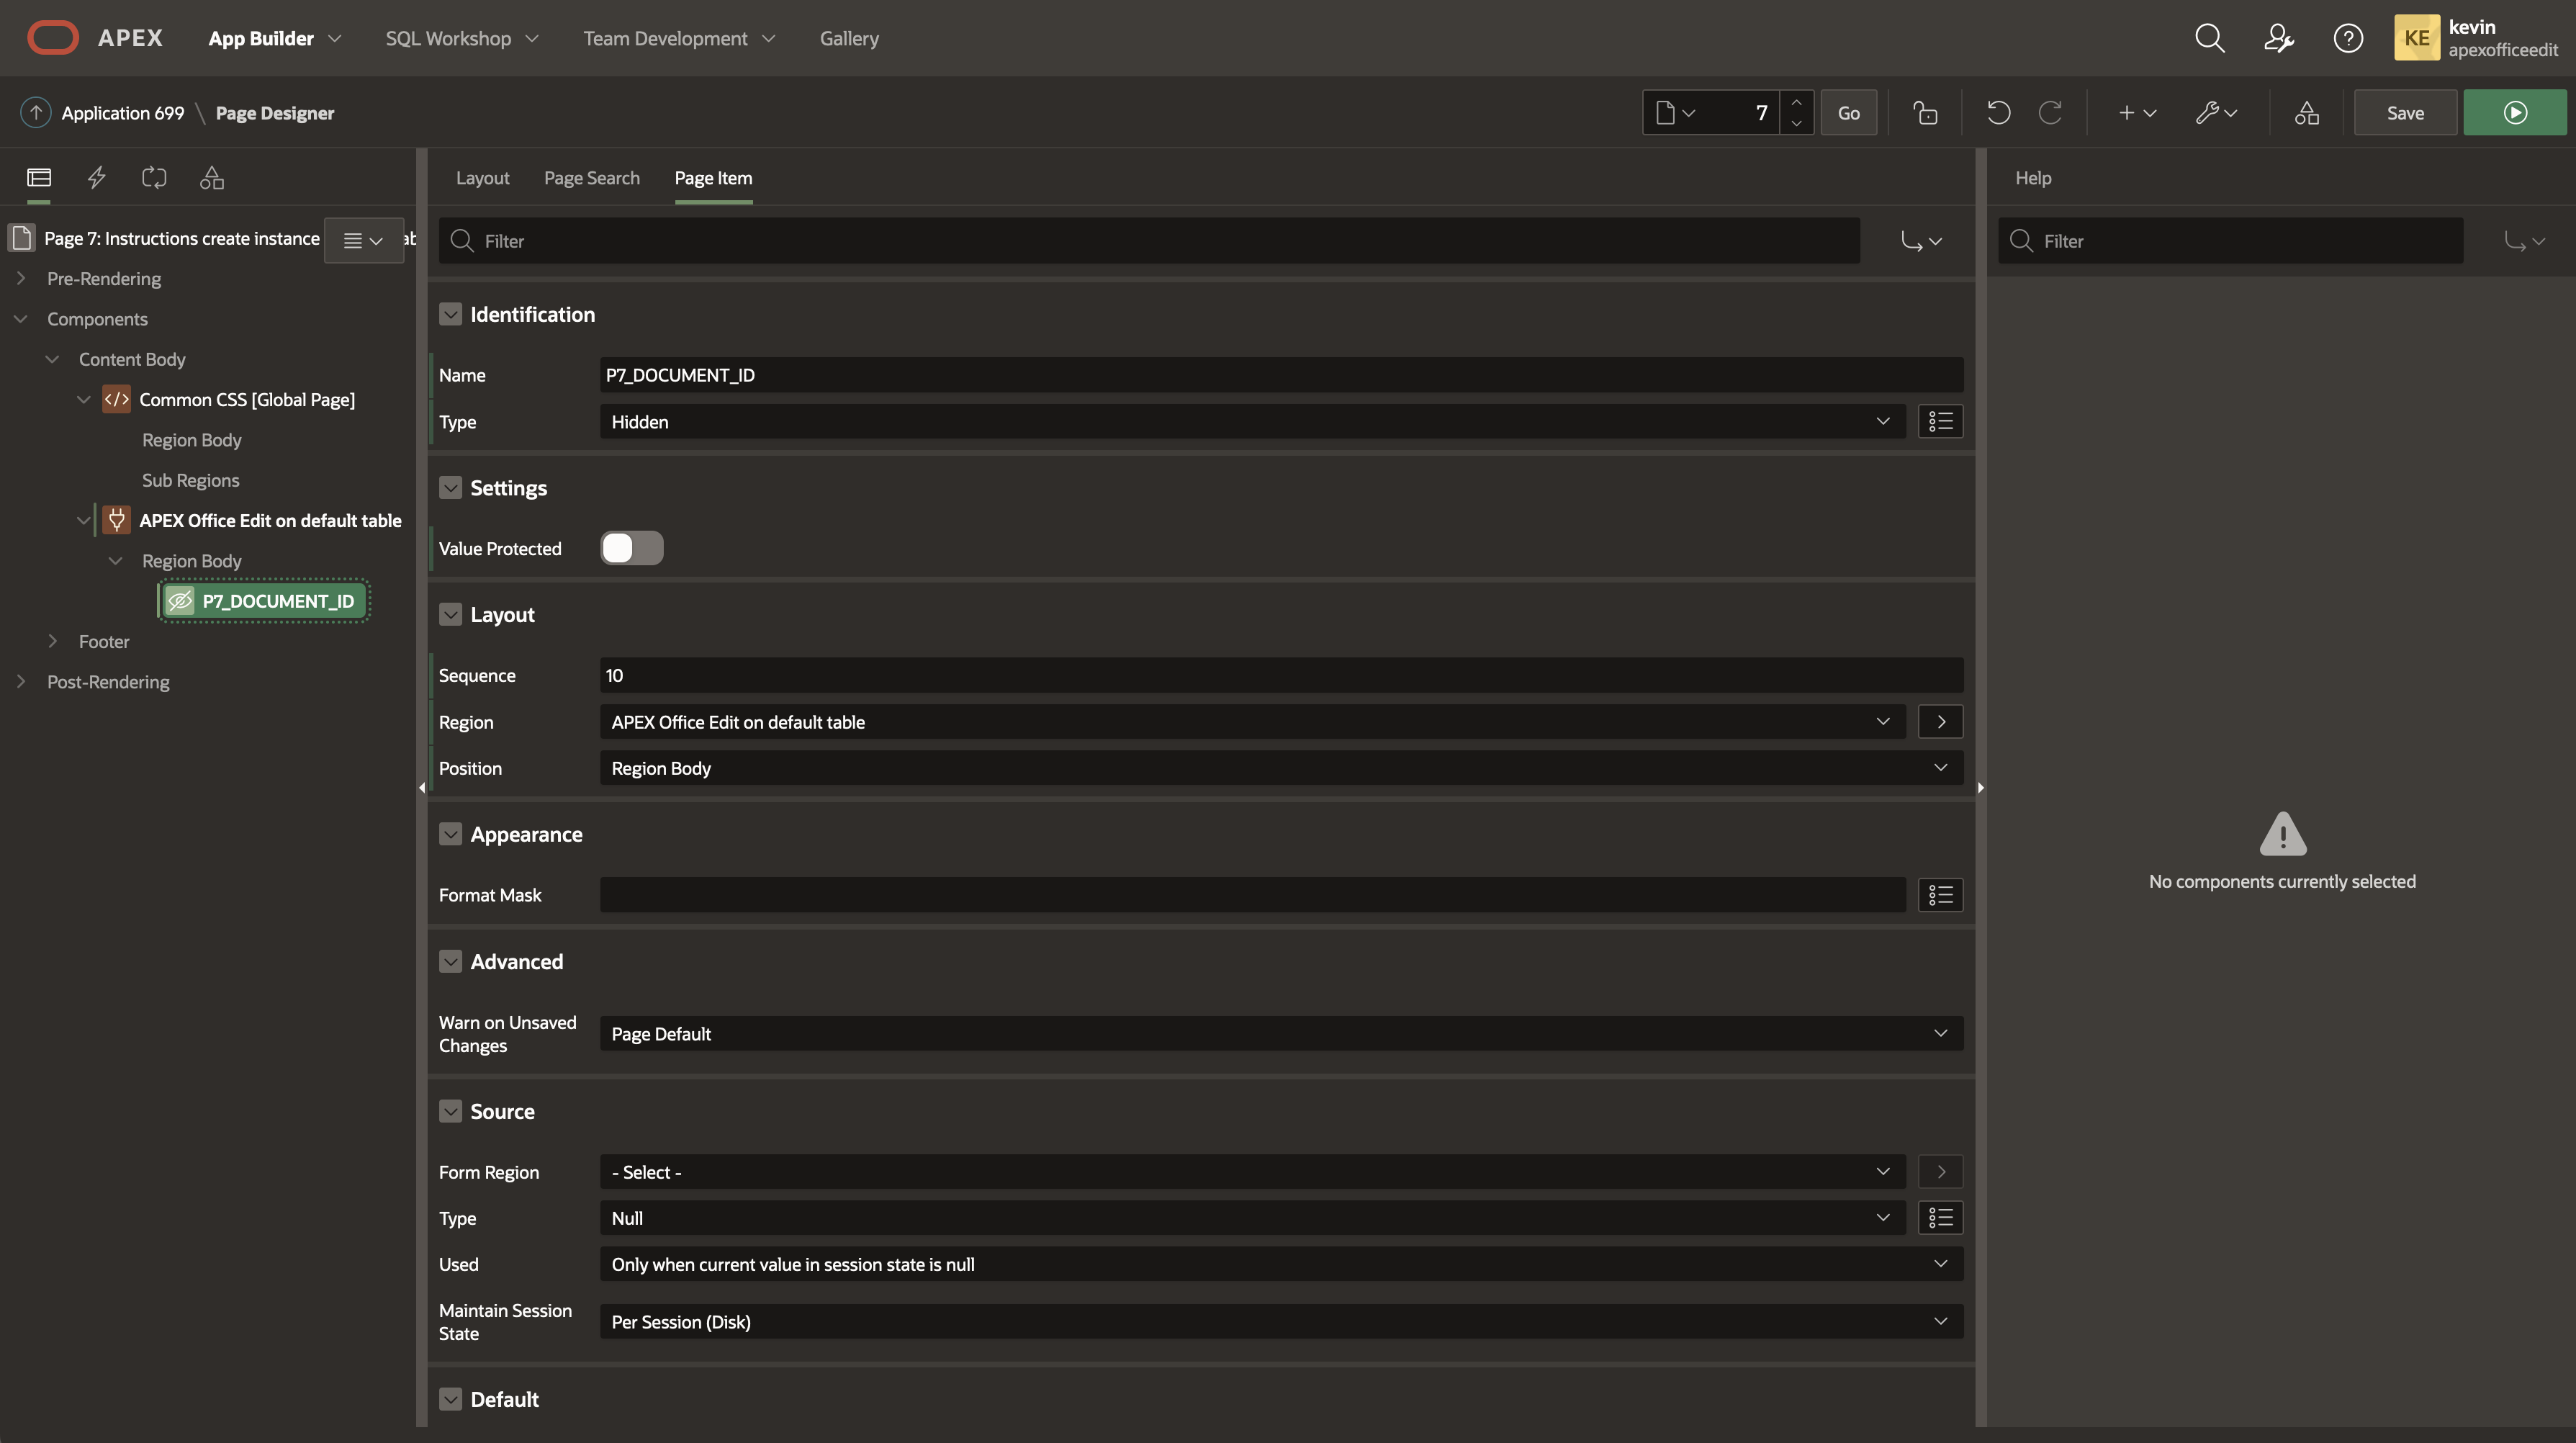 APEX
App Builder
SQL Workshop
Team Development
Gallery
KE
kevin
apexofficeedit
Application 699 \ Page Designer
7
Go
Save
Page 7: Instructions create instance
Pre-Rendering
Components
Content Body
</> Common CSS [Global Page]
Region Body
Sub Regions
APEX Office Edit on default table
Region Body
P7_DOCUMENT_ID
Footer
Post-Rendering
Layout
Page Search
Page Item
Filter
Identification
Name
P7_DOCUMENT_ID
Type
Hidden
Settings
Value Protected
Layout
Sequence
10
Region
APEX Office Edit on default table
Position
Region Body
Appearance
Format Mask
Advanced
Warn on Unsaved
Changes
Page Default
Source
Form Region
- Select -
Type
Null
Used
Only when current value in session state is null
Maintain Session
State
Per Session (Disk)
Default
Help
Filter
No components currently selected